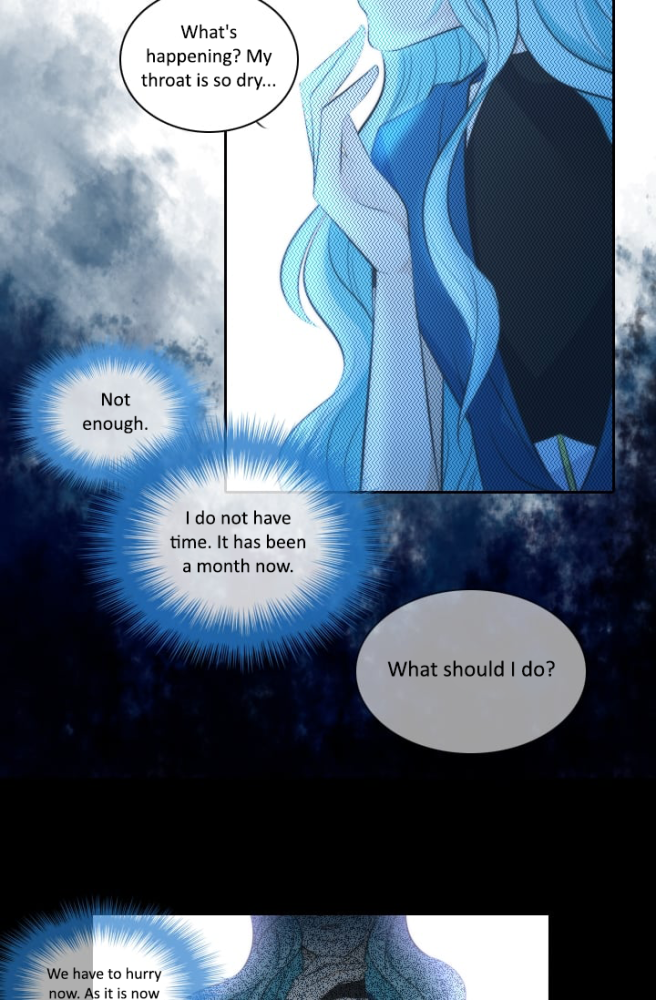 What's
happening? My
throat is so dry...
Not
enough.
I do not have
time. It has been
a month now.
What should I do?
We have to hurry
now. As it is now